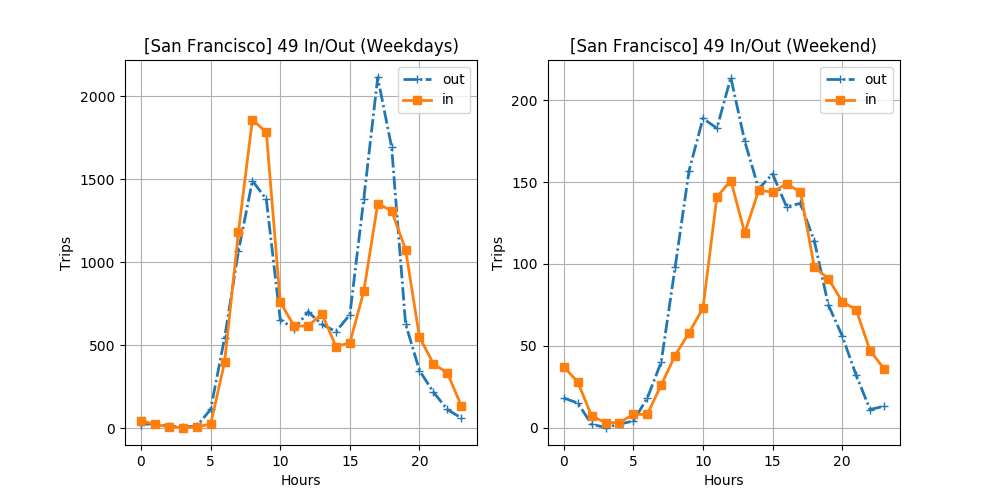 [San Francisco] 49 In/Out (Weekdays)
out
in
2000
1500
1000
500
0
Trips
0 5 10 15 20
Hours
[San Francisco] 49 In/Out (Weekend)
out
in
200
150
100
50
0
Trips
0 5 10 15 20
Hours